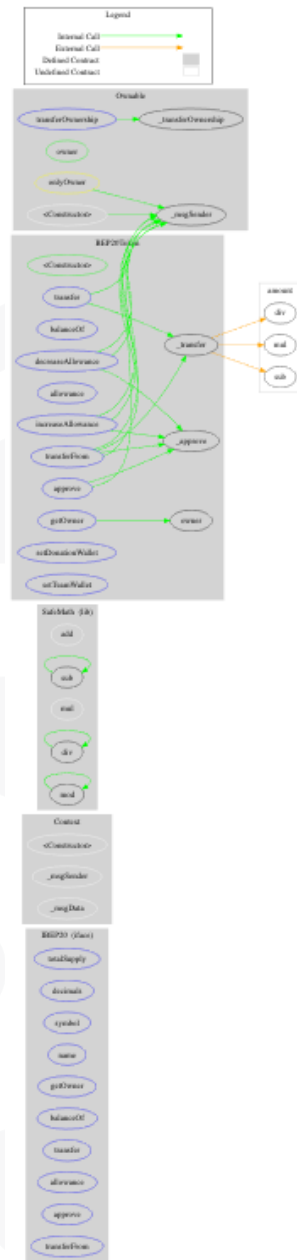 Legend
Internal Call
External Call
Defined Contract
Undefined Contract
Ownable
transferOwnership
_transferOwnership
owner
onlyOwner
<Constructor>
_msgSender
BEP20Token
<Constructor>
transfer
balanceOf
decreaseAllowance
allowance
increaseAllowance
transferFrom
approve
getOwner
setDonationWallet
setTeamWallet
_transfer
_approve
owner
amount
div
mul
sub
SafeMath (lib)
add
sub
mul
div
mod
Context
<Constructor>
_msgSender
_msgData
IBEP20 (iface)
totalSupply
decimals
symbol
name
getOwner
balanceOf
transfer
allowance
approve
transferFrom